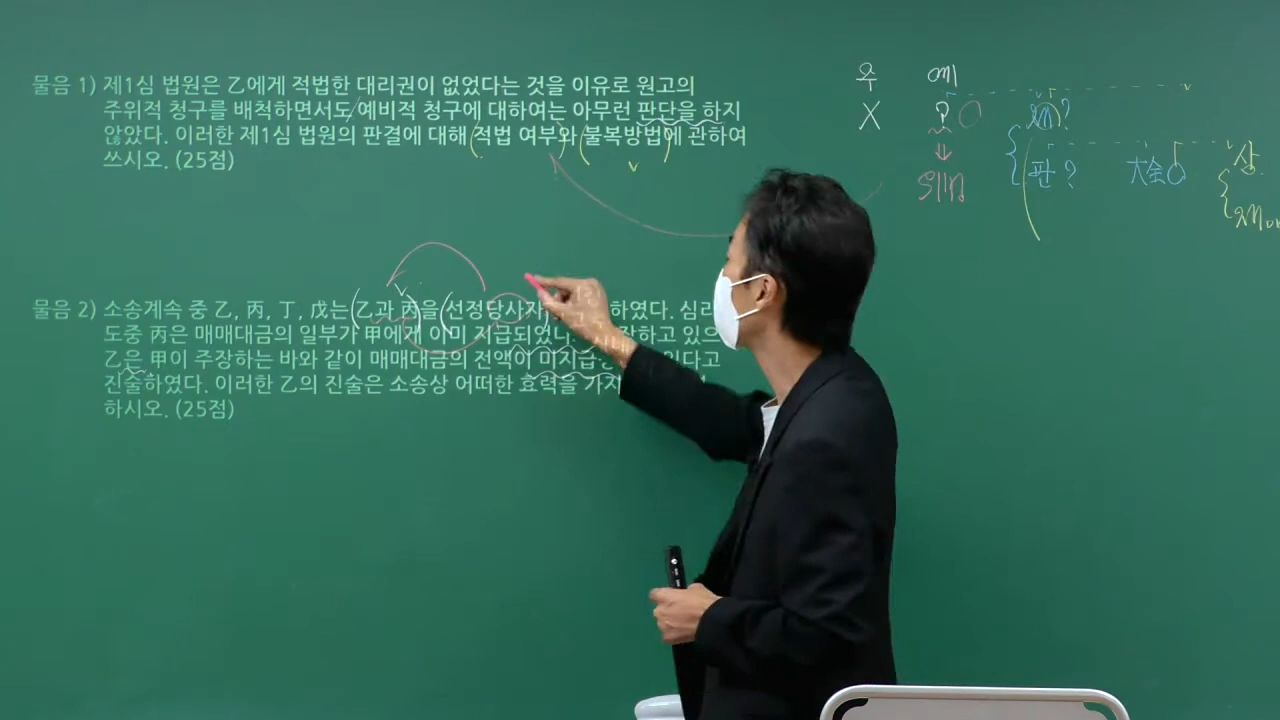 물음 1) 제1심 법원은 乙에게 적법한 대리권이 없었다는 것을 이유로 원고의
주위적 청구를 배척하면서도 예비적 청구에 대하여는 아무런 판단을 하지
않았다. 이러한 제1심 법원의 판결에 대해 적법 여부와 불복방법에 관하여
쓰시오. (25점)
물음 2) 소송계속 중 乙, 丙, 丁, 戊는 乙과 丙을 선정당사자 하였다. 심리
도중 丙은 매매대금의 일부가 甲에게 이미 지급되었 장하고 있으
乙은 甲이 주장하는 바와 같이 매매대금의 전액이 미지급 다고
진술하였다. 이러한 乙의 진술은 소송상 어떠한 효력을 가지
하시오. (25점)
주 예
X ? O
판 ?
상